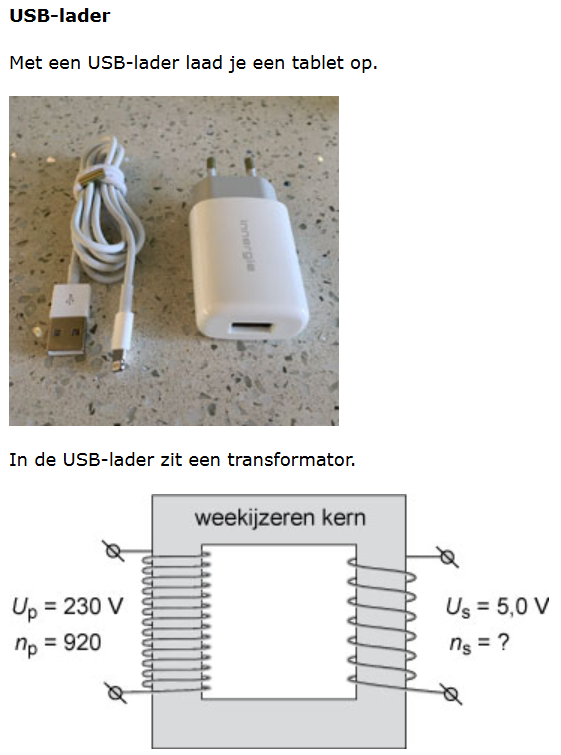 USB-lader
Met een USB-lader laad je een tablet op.
innergie
In de USB-lader zit een transformator.
weekijzeren kern
Up = 230 V
np = 920
Us = 5,0 V
ns = ?